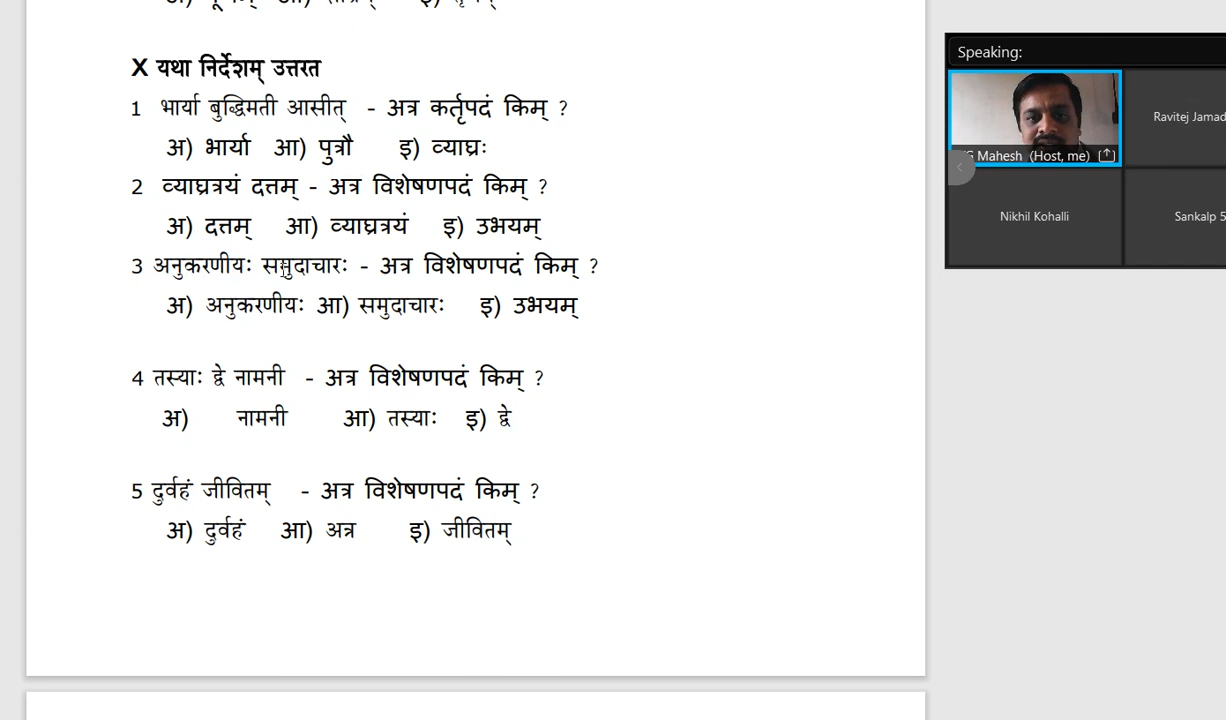 X यथा निर्देशम् उत्तरत
1 भार्या बुद्धिमती आसीत् - अत्र कर्तृपदं किम् ?
अ) भार्या आ) पुत्रौ इ) व्याघ्रः
2 व्याघ्रत्रयं दत्तम् - अत्र विशेषणपदं किम् ?
अ) दत्तम् आ) व्याघ्रत्रयं इ) उभयम्
3 अनुकरणीयः समुदाचारः - अत्र विशेषणपदं किम् ?
अ) अनुकरणीयः आ) समुदाचारः इ) उभयम्
4 तस्याः द्वे नामनी - अत्र विशेषणपदं किम् ?
अ) नामनी आ) तस्याः इ) द्वे
5 दुर्वहं जीवितम् - अत्र विशेषणपदं किम् ?
अ) दुर्वहं आ) अत्र इ) जीवितम्
Speaking:
Mahesh (Host, me)
Ravitej Jamad
Nikhil Kohalli
Sankalp 5